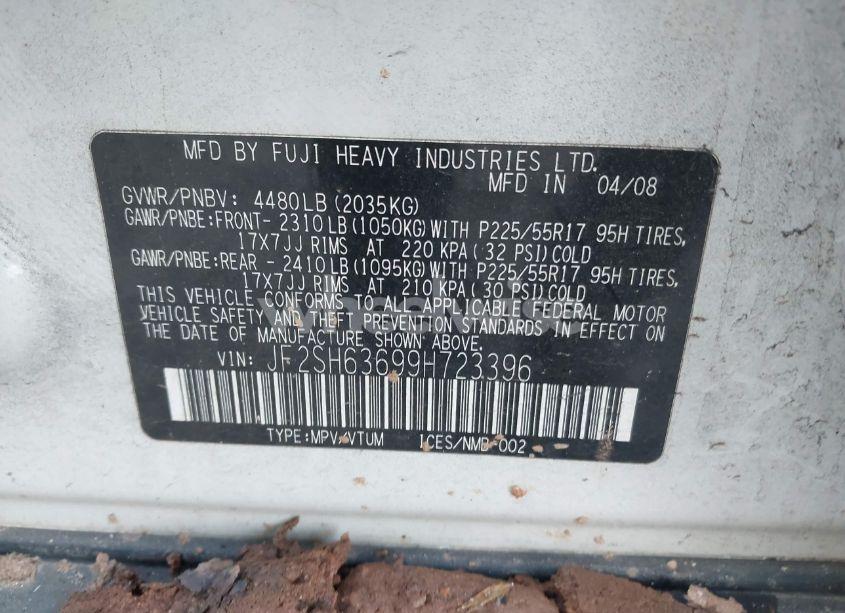 MFD BY FUJI HEAVY INDUSTRIES LTD.
MFD IN 04/08
GVWR/PNBV: 4480LB(2035KG)
GAWR/PNBE:FRONT- 2310LB(1050KG)WITH P225/55R17 95H TIRES,
17X7JJ RIMS AT 220 KPA(32 PSI)COLD
GAWR/PNBE:REAR - 2410LB(1095KG)WITH P225/55R17 95H TIRES,
17X7JJ RIMS AT 210 KPA(30 PSI)COLD
THIS VEHICLE CONFORMS TO ALL APPLICABLE FEDERAL MOTOR
VEHICLE SAFETY AND THEFT PREVENTION STANDARDS IN EFFECT ON
THE DATE OF MANUFACTURE SHOWN ABOVE.
VIN: JF2SH63699H723396
TYPE:MPV/VTUM ICES/NMB-002